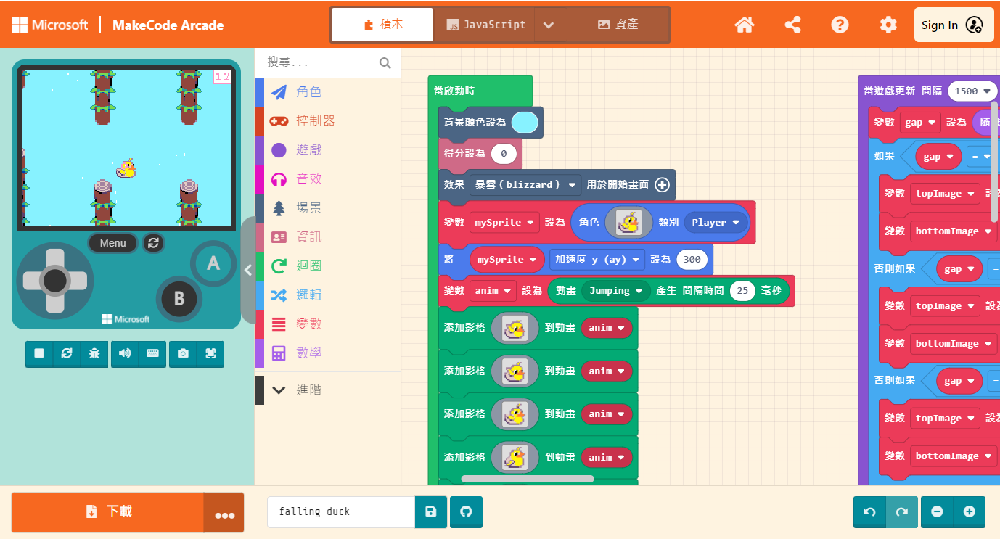 Microsoft | MakeCode Arcade
積木
JavaScript
資產
Sign In
12
Menu
A
B
Microsoft
搜尋...
角色
控制器
遊戲
音效
場景
資訊
迴圈
邏輯
變數
數學
進階
當啟動時
背景顏色設為
得分設為 0
效果 暴雪(blizzard) 用於開始畫面
變數 mySprite 設為 角色 類別 Player
將 mySprite 加速度 y (ay) 設為 300
變數 anim 設為 動畫 Jumping 產生 間隔時間 25 毫秒
添加影格 到動畫 anim
添加影格 到動畫 anim
添加影格 到動畫 anim
添加影格 到動畫 anim
當遊戲更新 間隔 1500
變數 gap 設為
如果 gap =
變數 topImage
變數 bottomImage
否則如果 gap =
變數 topImage
變數 bottomImage
否則如果 gap =
變數 topImage
變數 bottomImage
下載
falling duck